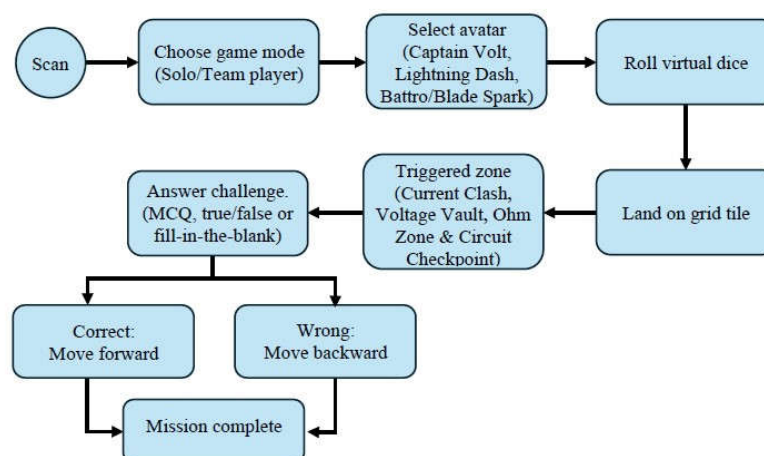 Scan
Choose game mode
(Solo/Team player)
Select avatar
(Captain Volt,
Lightning Dash,
Battro/Blade Spark)
Roll virtual dice
Land on grid tile
Triggered zone
(Current Clash,
Voltage Vault, Ohm
Zone & Circuit
Checkpoint)
Answer challenge.
(MCQ, true/false or
fill-in-the-blank)
Correct:
Move forward
Wrong:
Move backward
Mission complete